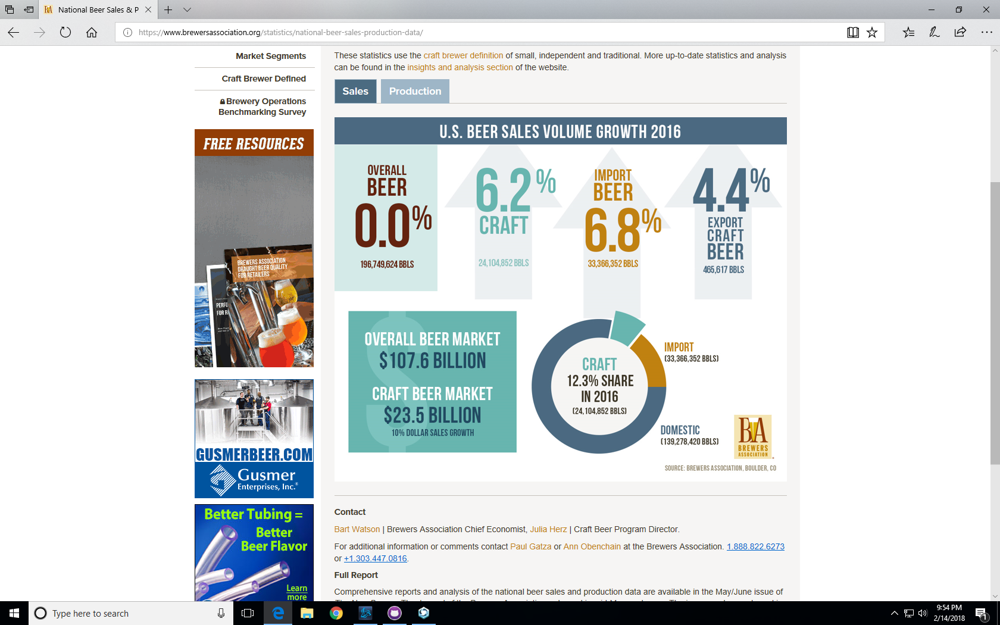 National Beer Sales & P
https://www.brewersassociation.org/statistics/national-beer-sales-production-data/
Market Segments
Craft Brewer Defined
Brewery Operations
Benchmarking Survey
FREE RESOURCES
BREWERS ASSOCIATION
DRAUGHT BEER QUALITY
FOR RETAILERS
GUSMERBEER.COM
Gusmer
Enterprises, Inc.®
Better Tubing =
Better
Beer Flavor
Learn
more
These statistics use the craft brewer definition of small, independent and traditional. More up-to-date statistics and analysis
can be found in the insights and analysis section of the website.
Sales
Production
U.S. BEER SALES VOLUME GROWTH 2016
OVERALL
BEER
0.0%
196,749,624 BBLS
6.2%
CRAFT
24,104,852 BBLS
IMPORT
BEER
6.8%
33,366,352 BBLS
4.4%
EXPORT
CRAFT
BEER
465,617 BBLS
OVERALL BEER MARKET
$107.6 BILLION
CRAFT BEER MARKET
$23.5 BILLION
10% DOLLAR SALES GROWTH
CRAFT
12.3% SHARE
IN 2016
(24,104,852 BBLS)
IMPORT
(33,366,352 BBLS)
DOMESTIC
(139,278,420 BBLS)
BA
BREWERS
ASSOCIATION
SOURCE: BREWERS ASSOCIATION, BOULDER, CO
Contact
Bart Watson | Brewers Association Chief Economist, Julia Herz | Craft Beer Program Director.
For additional information or comments contact Paul Gatza or Ann Obenchain at the Brewers Association. 1.888.822.6273
or +1.303.447.0816.
Full Report
Comprehensive reports and analysis of the national beer sales and production data are available in the May/June issue of
Type here to search
9:54 PM
2/14/2018
1